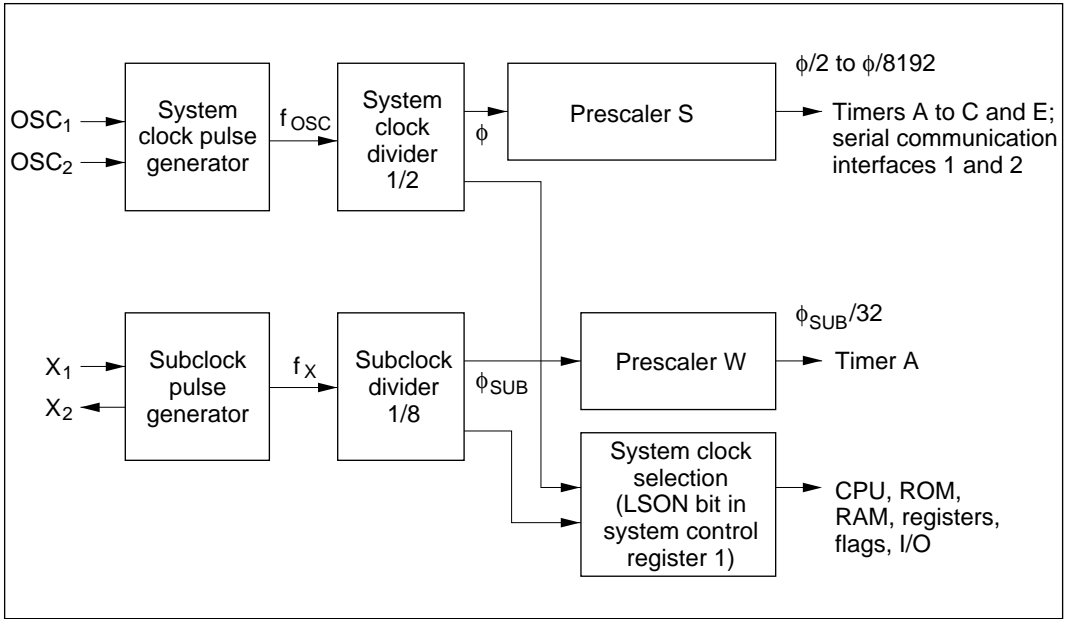 OSC1
OSC2
System
clock pulse
generator
fOSC
System
clock
divider
1/2
ϕ
Prescaler S
ϕ/2 to ϕ/8192
Timers A to C and E;
serial communication
interfaces 1 and 2
X1
X2
Subclock
pulse
generator
fX
Subclock
divider
1/8
ϕSUB
Prescaler W
ϕSUB/32
Timer A
System clock
selection
(LSON bit in
system control
register 1)
CPU, ROM,
RAM, registers,
flags, I/O